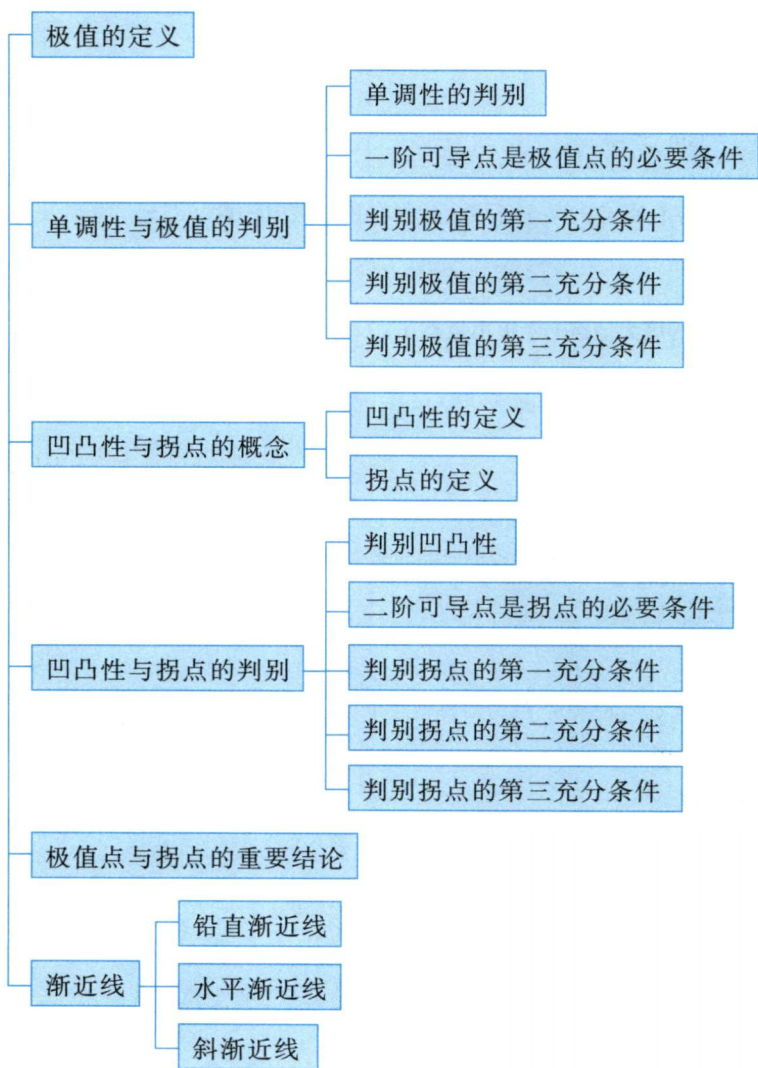 极值的定义
单调性与极值的判别
单调性的判别
一阶可导点是极值点的必要条件
判别极值的第一充分条件
判别极值的第二充分条件
判别极值的第三充分条件
凹凸性与拐点的概念
凹凸性的定义
拐点的定义
凹凸性与拐点的判别
判别凹凸性
二阶可导点是拐点的必要条件
判别拐点的第一充分条件
判别拐点的第二充分条件
判别拐点的第三充分条件
极值点与拐点的重要结论
渐近线
铅直渐近线
水平渐近线
斜渐近线